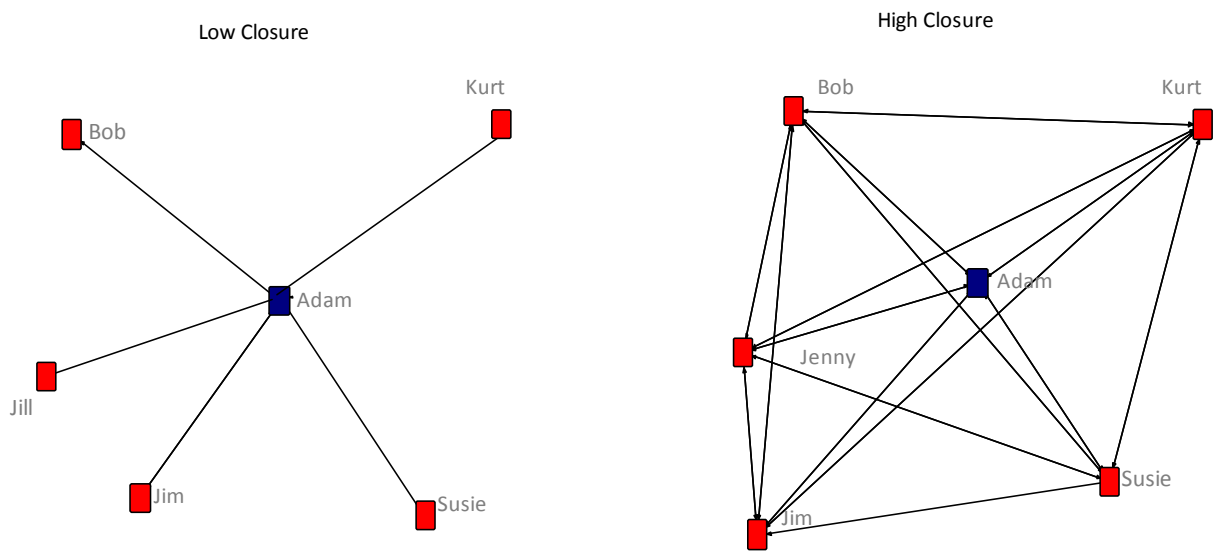 Low Closure
Kurt
Bob
Adam
Jill
Jim
Susie
High Closure
Bob
Kurt
Adam
Jenny
Susie
Jim